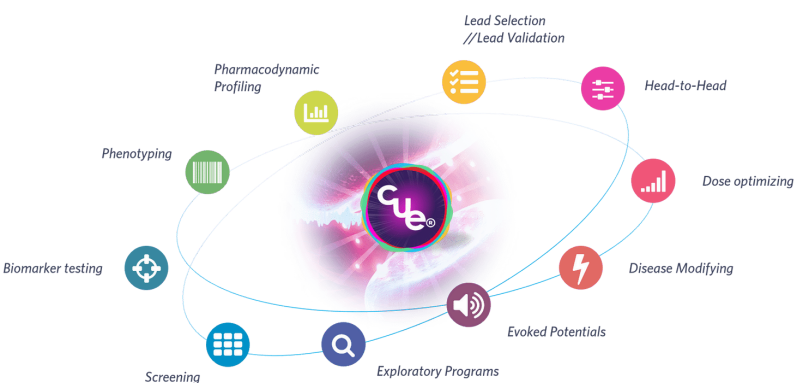 Lead Selection
//Lead Validation
Pharmacodynamic
Profiling
Head-to-Head
Phenotyping
Dose optimizing
cue®
Biomarker testing
Disease Modifying
Evoked Potentials
Exploratory Programs
Screening